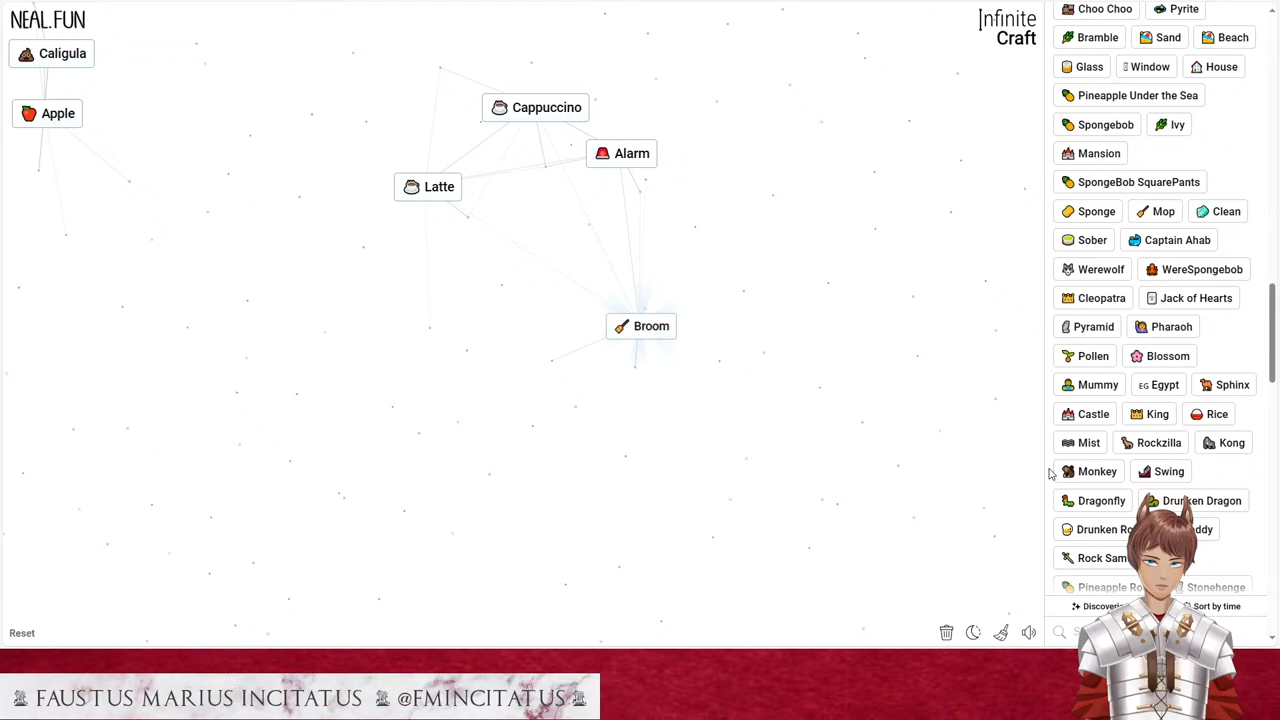 NEAL.FUN
Infinite
Craft
Caligula
Apple
Cappuccino
Alarm
Latte
Broom
Choo Choo Pyrite
Bramble Sand Beach
Glass Window House
Pineapple Under the Sea
Spongebob Ivy
Mansion
SpongeBob SquarePants
Sponge Mop Clean
Sober Captain Ahab
Werewolf WereSpongebob
Cleopatra Jack of Hearts
Pyramid Pharaoh
Pollen Blossom
Mummy EG Egypt Sphinx
Castle King Rice
Mist Rockzilla Kong
Monkey Swing
Dragonfly Drunken Dragon
Drunken
Rock
Pineapple Stonehenge
Sort by time
Reset
FAUSTUS MARIUS INCITATUS @FMINCITATUS